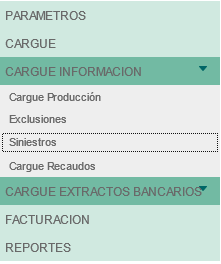 PARAMETROS
CARGUE
CARGUE INFORMACION
Cargue Producción
Exclusiones
Siniestros
Cargue Recaudos
CARGUE EXTRACTOS BANCARIOS
FACTURACION
REPORTES